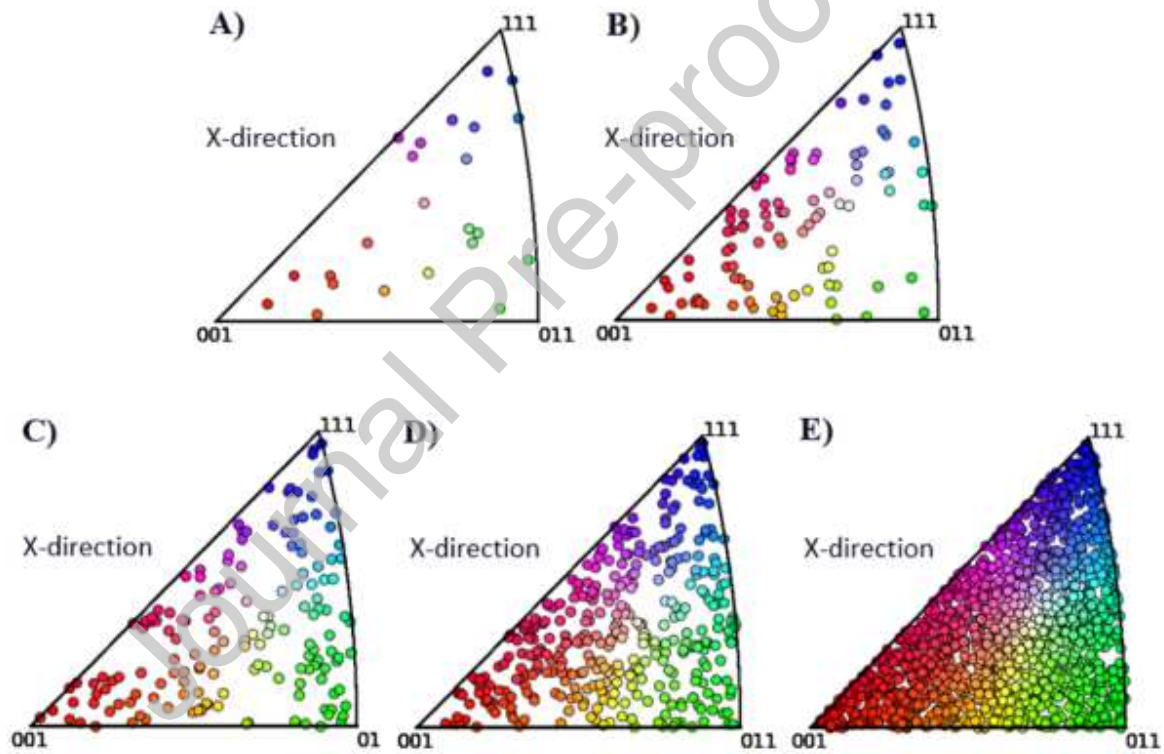 A)
111
X-direction
001
011
B)
111
X-direction
001
011
C)
111
X-direction
001
01
D)
111
X-direction
001
011
E)
111
X-direction
001
011
Journal Pre-proo